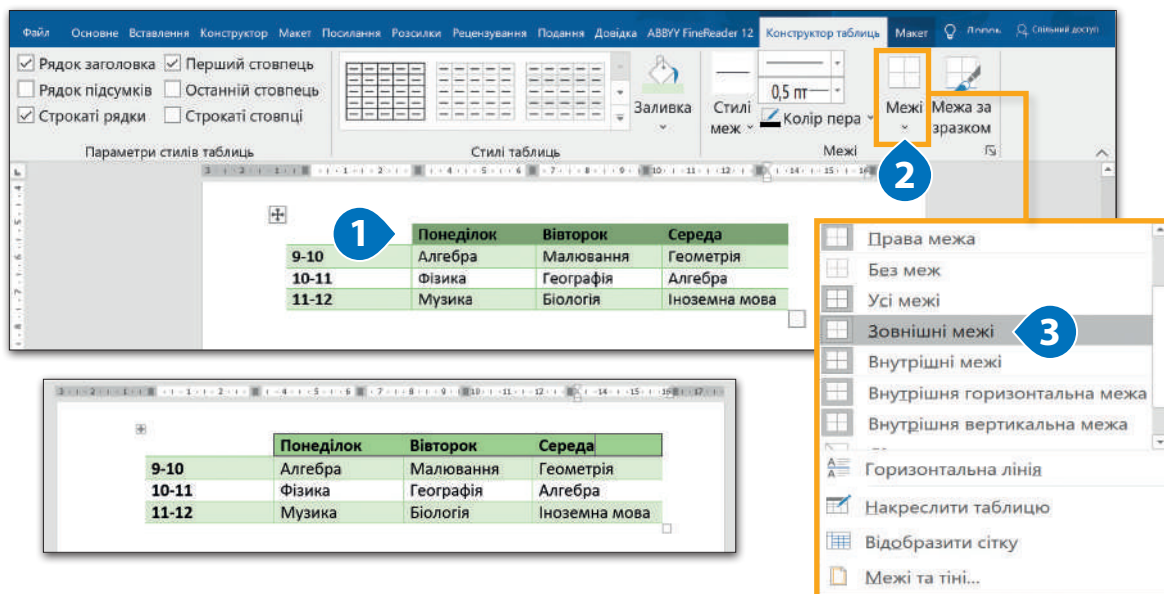 Файл Основне Вставлення Конструктор Макет Посилання Розсилки Рецензування Подання Довідка ABBYY FineReader 12 Конструктор таблиць Макет Спільний доступ
Рядок заголовка Перший стовпець
Рядок підсумків Останній стовпець
Строкаті рядки Строкаті стовпці
Заливка
Стилі меж
0,5 пт
Колір пера
Межі
Межа за зразком
Параметри стилів таблиць Стилі таблиць Межі
2
1
Понеділок Вівторок Середа
9-10 Алгебра Малювання Геометрія
10-11 Фізика Географія Алгебра
11-12 Музика Біологія Іноземна мова
Права межа
Без меж
Усі межі
Зовнішні межі
3
Внутрішні межі
Внутрішня горизонтальна межа
Внутрішня вертикальна межа
Горизонтальна лінія
Накреслити таблицю
Відобразити сітку
Межі та тіні...
Понеділок Вівторок Середа
9-10 Алгебра Малювання Геометрія
10-11 Фізика Географія Алгебра
11-12 Музика Біологія Іноземна мова